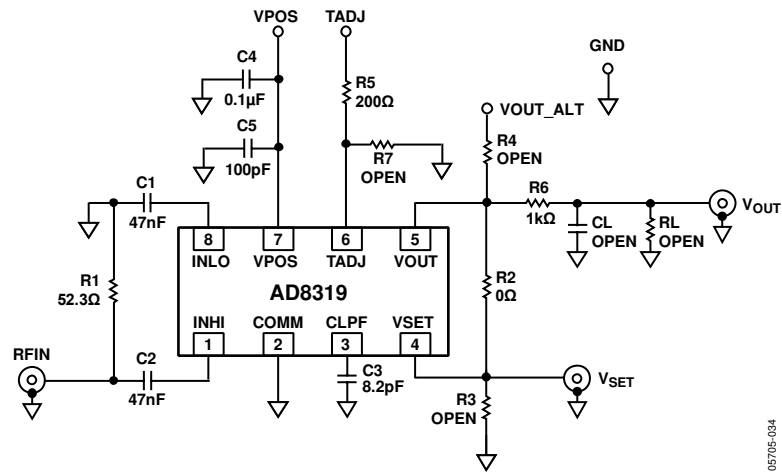 VPOS
TADJ
GND
C4
0.1µF
R5
200Ω
VOUT_ALT
C5
100pF
R7
OPEN
R4
OPEN
C1
47nF
R6
1kΩ
CL
OPEN
RL
OPEN
VOUT
8
7
6
5
INLO
VPOS
TADJ
VOUT
R1
52.3Ω
AD8319
R2
0Ω
INHI
COMM
CLPF
VSET
1
2
3
4
RFIN
C2
47nF
C3
8.2pF
VSET
R3
OPEN
05705-034